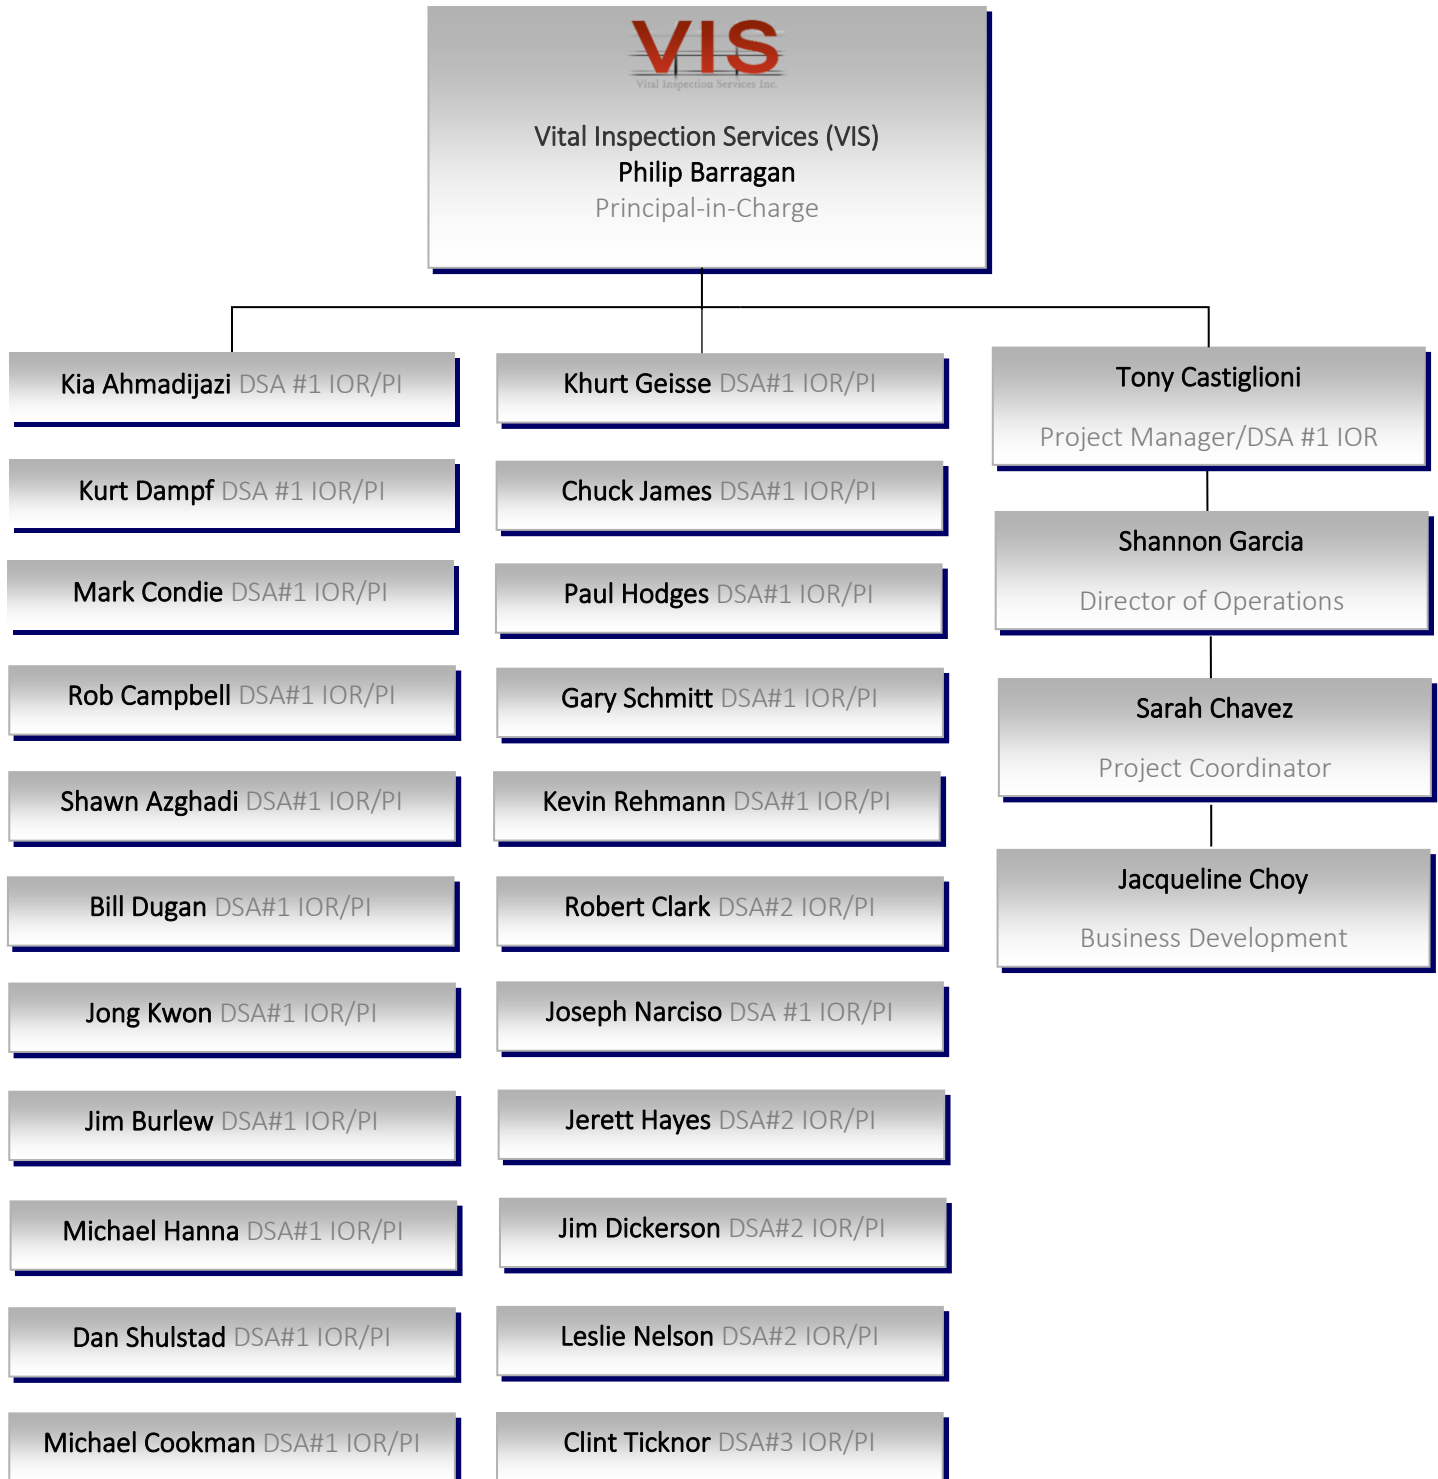 VIS
Vital Inspection Services Inc.
Vital Inspection Services (VIS)
Philip Barragan
Principal-in-Charge
Kia Ahmadijazi DSA #1 IOR/PI
Kurt Dampf DSA #1 IOR/PI
Mark Condie DSA#1 IOR/PI
Rob Campbell DSA#1 IOR/PI
Shawn Azghadi DSA#1 IOR/PI
Bill Dugan DSA#1 IOR/PI
Jong Kwon DSA#1 IOR/PI
Jim Burlew DSA#1 IOR/PI
Michael Hanna DSA#1 IOR/PI
Dan Shulstad DSA#1 IOR/PI
Michael Cookman DSA#1 IOR/PI
Khurt Geisse DSA#1 IOR/PI
Chuck James DSA#1 IOR/PI
Paul Hodges DSA#1 IOR/PI
Gary Schmitt DSA#1 IOR/PI
Kevin Rehmann DSA#1 IOR/PI
Robert Clark DSA#2 IOR/PI
Joseph Narciso DSA #1 IOR/PI
Jerett Hayes DSA#2 IOR/PI
Jim Dickerson DSA#2 IOR/PI
Leslie Nelson DSA#2 IOR/PI
Clint Ticknor DSA#3 IOR/PI
Tony Castiglioni
Project Manager/DSA #1 IOR
Shannon Garcia
Director of Operations
Sarah Chavez
Project Coordinator
Jacqueline Choy
Business Development